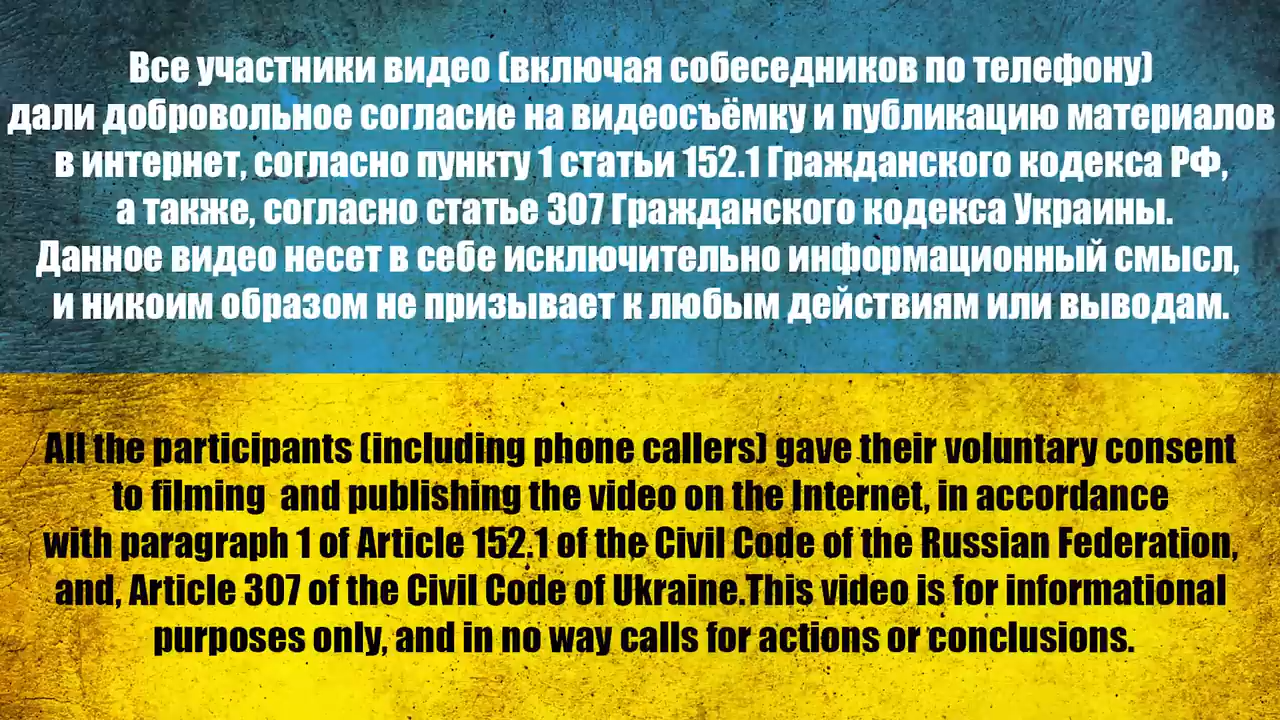 Все участники видео (включая собеседников по телефону)
дали добровольное согласие на видеосъёмку и публикацию материалов
в интернет, согласно пункту 1 статьи 152.1 Гражданского кодекса РФ,
а также, согласно статье 307 Гражданского кодекса Украины.
Данное видео несет в себе исключительно информационный смысл,
и никоим образом не призывает к любым действиям или выводам.
All the participants (including phone callers) gave their voluntary consent
to filming  and publishing the video on the Internet, in accordance
with paragraph 1 of Article 152.1 of the Civil Code of the Russian Federation,
and, Article 307 of the Civil Code of Ukraine.This video is for informational
purposes only, and in no way calls for actions or conclusions.